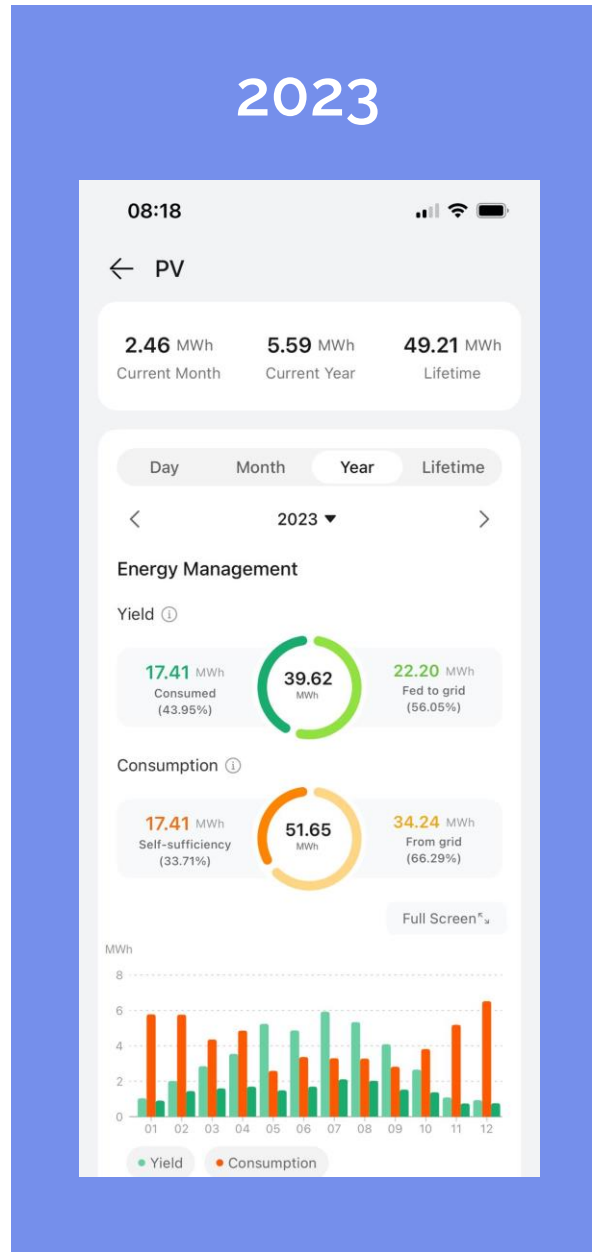 2023
08:18
← PV
2.46 MWh 5.59 MWh 49.21 MWh
Current Month Current Year Lifetime
Day Month Year Lifetime
< 2023 ▼ >
Energy Management
Yield ⓘ
17.41 MWh 39.62 22.20 MWh
Consumed MWh Fed to grid
(43.95%) (56.05%)
Consumption ⓘ
17.41 MWh 51.65 34.24 MWh
Self-sufficiency MWh From grid
(33.71%) (66.29%)
Full Screen
MWh
8
6
4
2
0
01 02 03 04 05 06 07 08 09 10 11 12
Yield Consumption